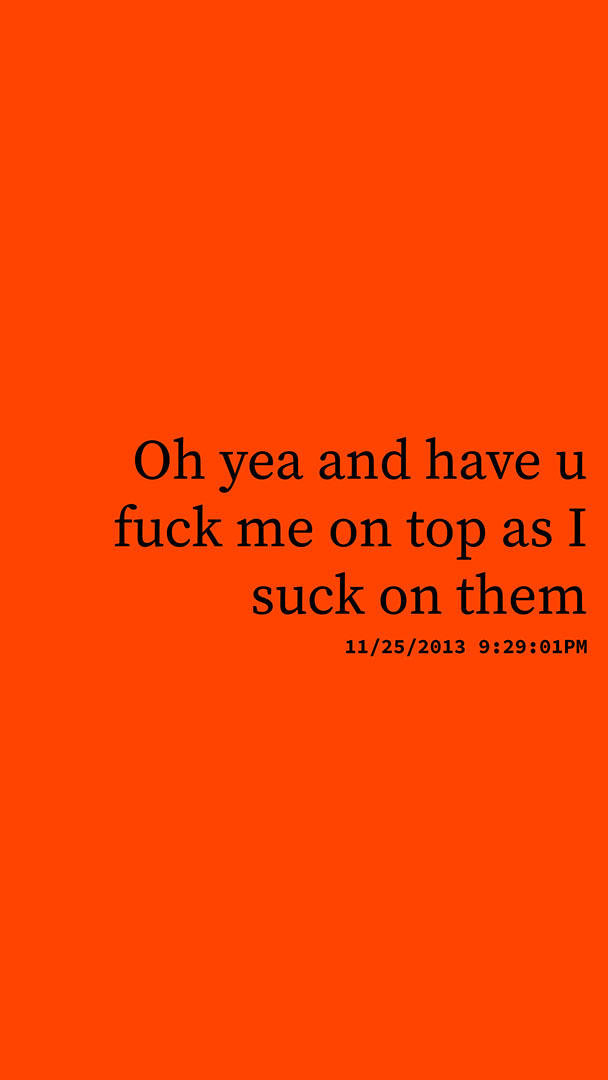 Oh yea and have u
fuck me on top as I
suck on them
11/25/2013 9:29:01PM